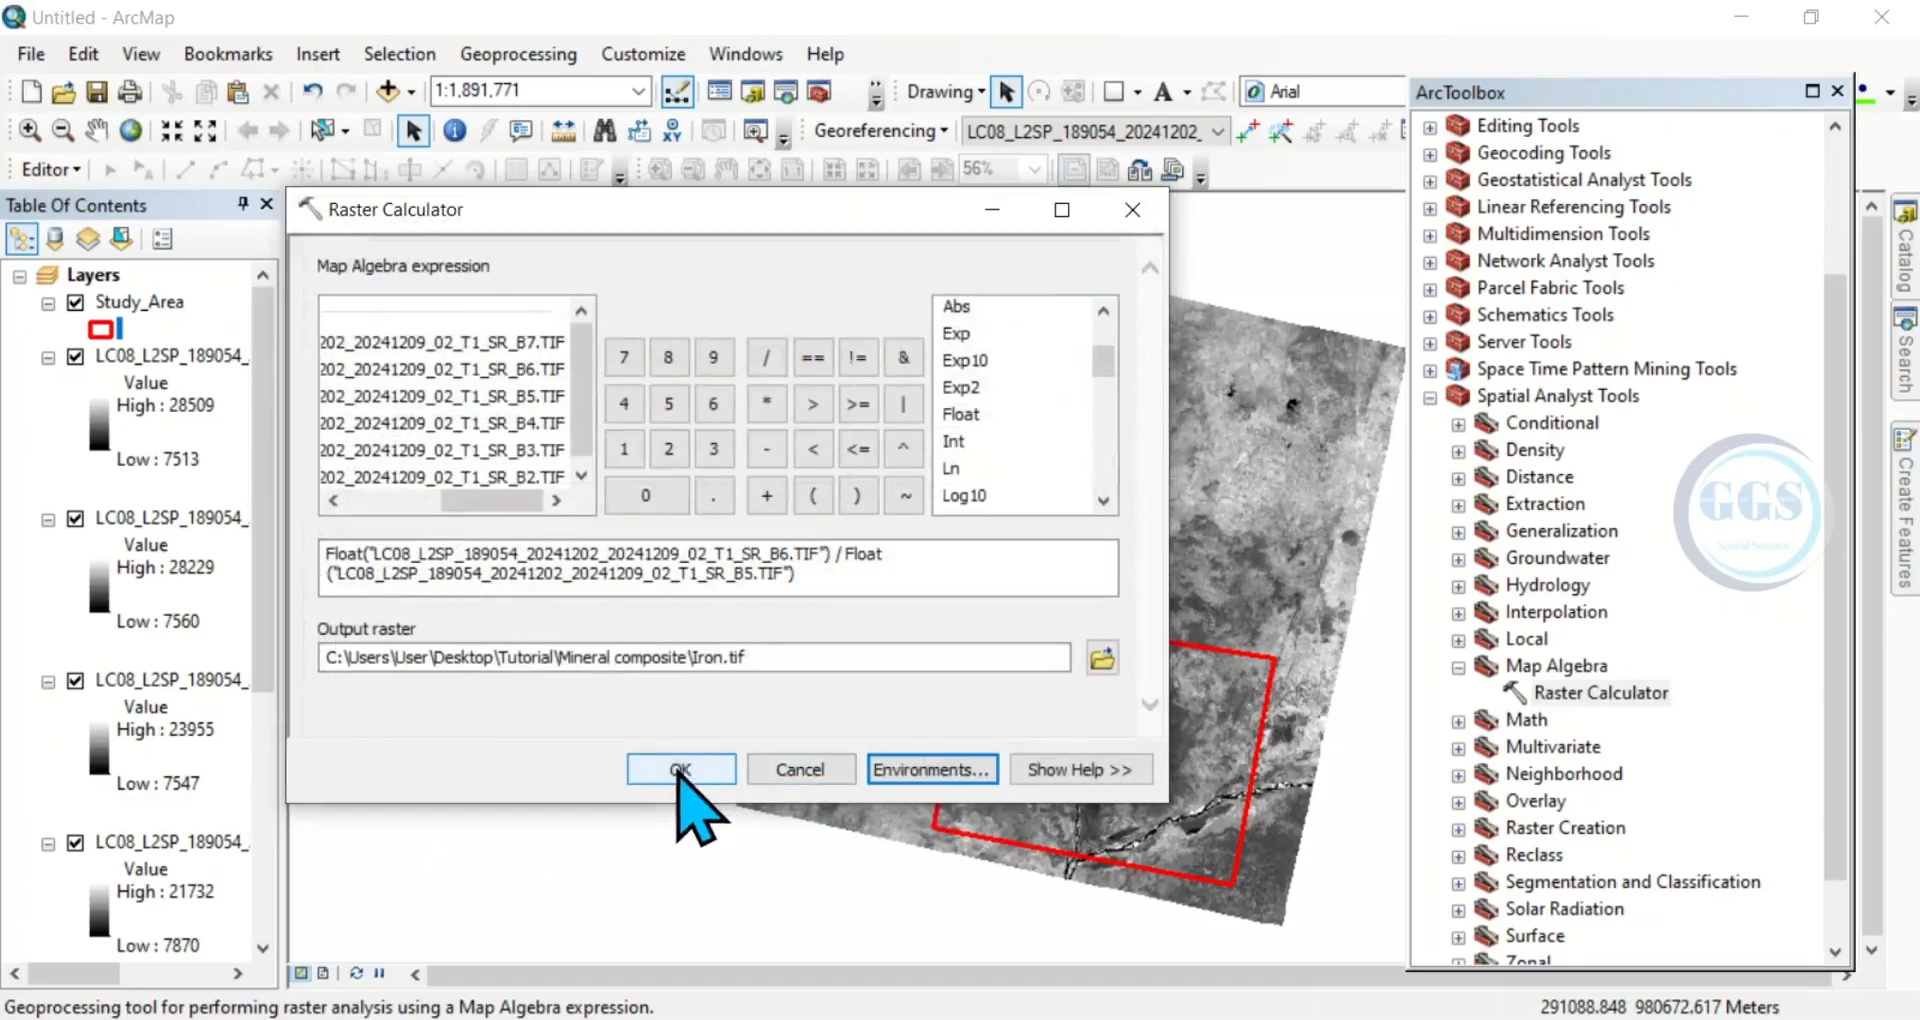 Untitled - ArcMap
File Edit View Bookmarks Insert Selection Geoprocessing Customize Windows Help
1:1,891,771
Drawing
A
Arial
Georeferencing
LC08_L2SP_189054_20241202_
Editor
56%
Table Of Contents
Layers
Study_Area
LC08_L2SP_189054_
Value
High : 28509
Low : 7513
LC08_L2SP_189054_
Value
High : 28229
Low : 7560
LC08_L2SP_189054_
Value
High : 23955
Low : 7547
LC08_L2SP_189054_
Value
High : 21732
Low : 7870
Raster Calculator
Map Algebra expression
202_20241209_02_T1_SR_B7.TIF
202_20241209_02_T1_SR_B6.TIF
202_20241209_02_T1_SR_B5.TIF
202_20241209_02_T1_SR_B4.TIF
202_20241209_02_T1_SR_B3.TIF
202_20241209_02_T1_SR_B2.TIF
7 8 9 / == != &
4 5 6 * > >= |
1 2 3 - < <= ^
0 . + ( ) ~
Abs
Exp
Exp10
Exp2
Float
Int
Ln
Log10
Float("LC08_L2SP_189054_20241202_20241209_02_T1_SR_B6.TIF") / Float
("LC08_L2SP_189054_20241202_20241209_02_T1_SR_B5.TIF")
Output raster
C:\Users\User\Desktop\Tutorial\Mineral composite\Iron.tif
OK Cancel Environments... Show Help >>
ArcToolbox
Editing Tools
Geocoding Tools
Geostatistical Analyst Tools
Linear Referencing Tools
Multidimension Tools
Network Analyst Tools
Parcel Fabric Tools
Schematics Tools
Server Tools
Space Time Pattern Mining Tools
Spatial Analyst Tools
Conditional
Density
Distance
Extraction
Generalization
Groundwater
Hydrology
Interpolation
Local
Map Algebra
Raster Calculator
Math
Multivariate
Neighborhood
Overlay
Raster Creation
Reclass
Segmentation and Classification
Solar Radiation
Surface
Zonal
GGS
Spatial Solution
Catalog
Search
Create Features
Geoprocessing tool for performing raster analysis using a Map Algebra expression.
291088.848 980672.617 Meters